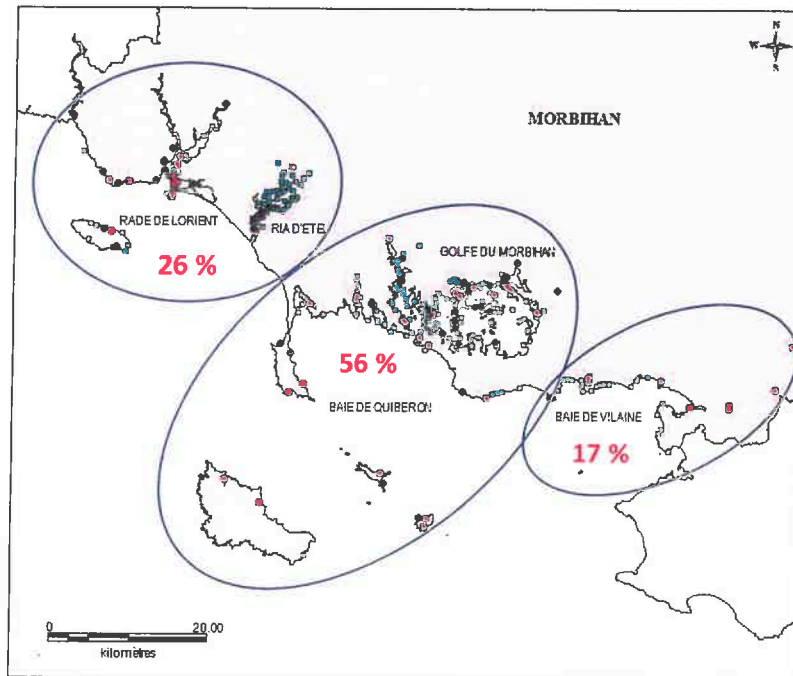 N
W E
S
MORBIHAN
RADE DE LORIENT
RIA D'ETEL
26 %
GOLFE DU MORBIHAN
56 %
BAIE DE QUIBERON
BAIE DE VILAINE
17 %
0 20.00
kilomètres